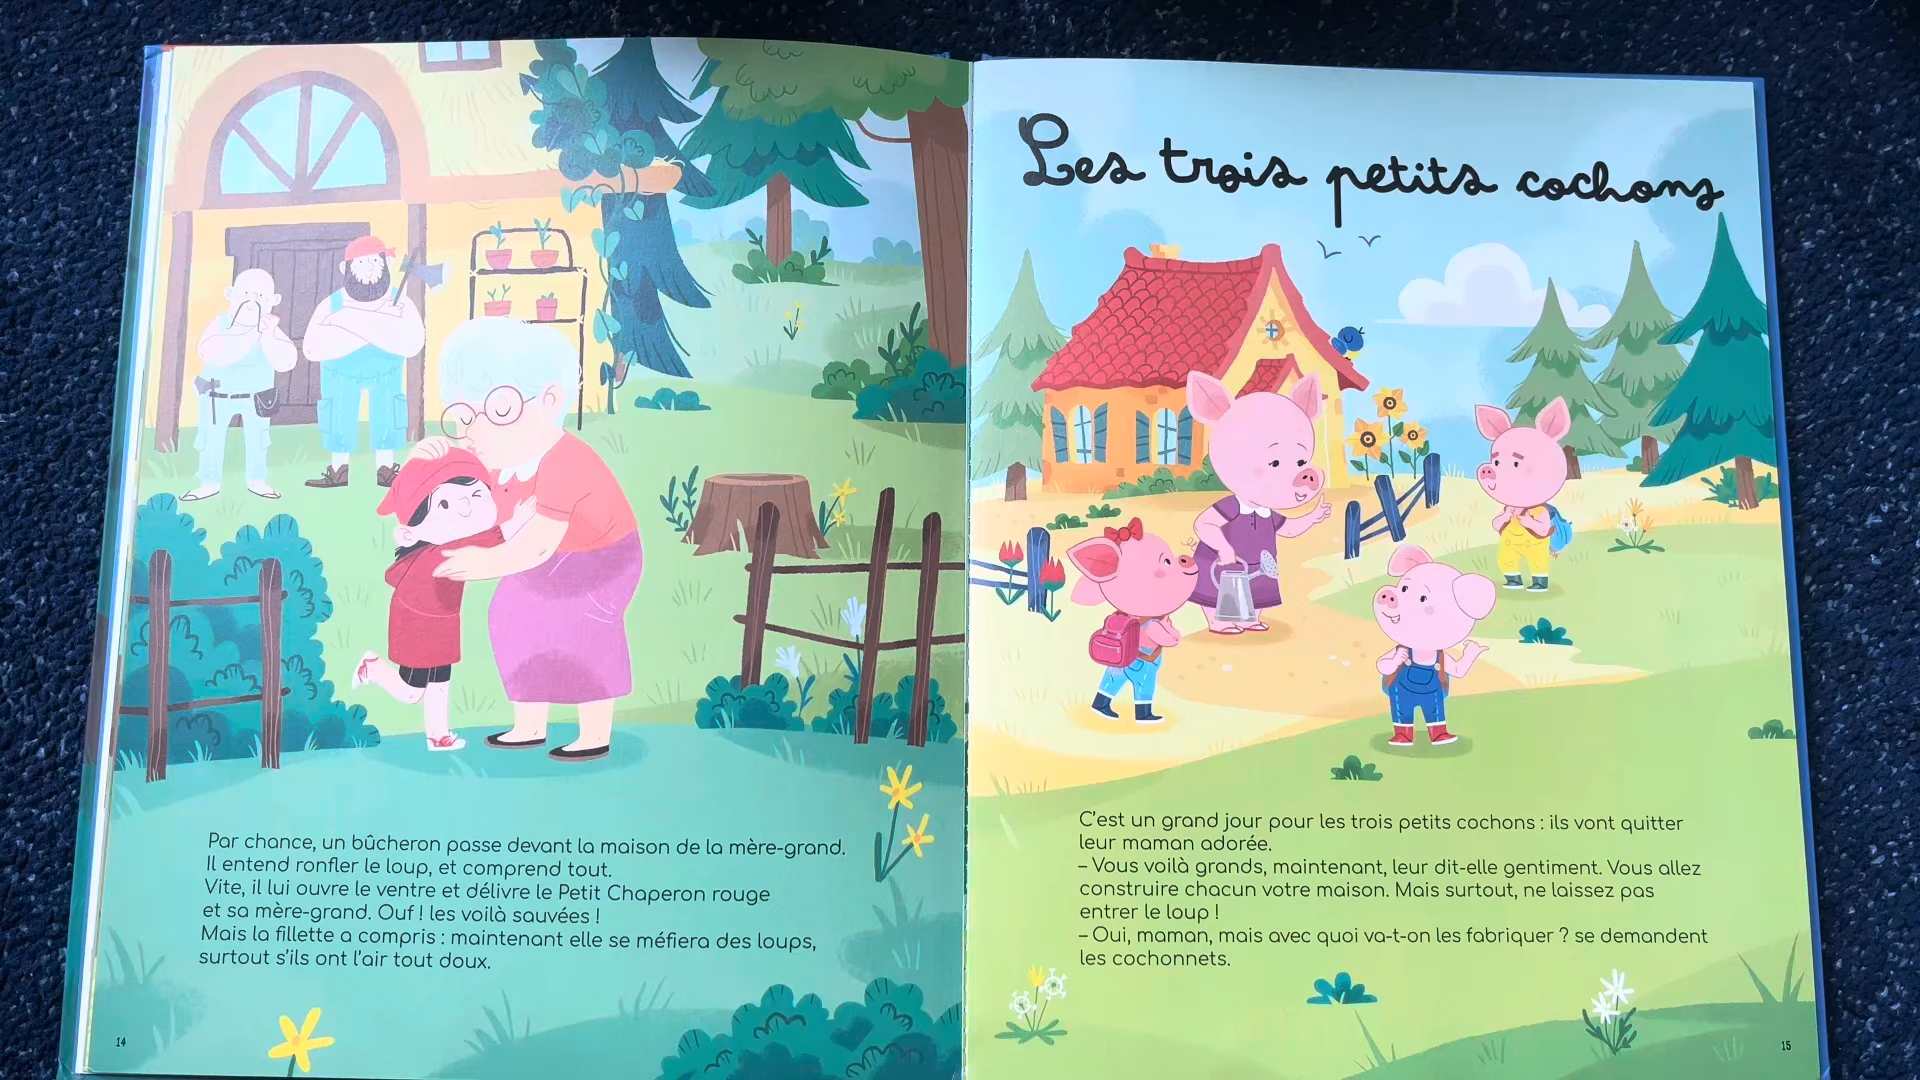 Par chance, un bûcheron passe devant la maison de la mère-grand.
Il entend ronfler le loup, et comprend tout.
Vite, il lui ouvre le ventre et délivre le Petit Chaperon rouge
et sa mère-grand. Ouf ! les voilà sauvées !
Mais la fillette a compris : maintenant elle se méfiera des loups,
surtout s'ils ont l'air tout doux.
14
Les trois petits cochons
C'est un grand jour pour les trois petits cochons : ils vont quitter
leur maman adorée.
– Vous voilà grands, maintenant, leur dit-elle gentiment. Vous allez
construire chacun votre maison. Mais surtout, ne laissez pas
entrer le loup !
– Oui, maman, mais avec quoi va-t-on les fabriquer ? se demandent
les cochonnets.
15